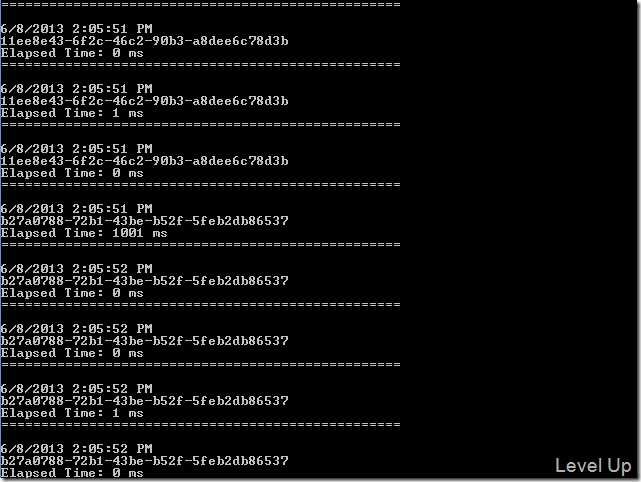 ==================================================
6/8/2013 2:05:51 PM
11ee8e43-6f2c-46c2-90b3-a8dee6c78d3b
Elapsed Time: 0 ms
==================================================
6/8/2013 2:05:51 PM
11ee8e43-6f2c-46c2-90b3-a8dee6c78d3b
Elapsed Time: 1 ms
==================================================
6/8/2013 2:05:51 PM
11ee8e43-6f2c-46c2-90b3-a8dee6c78d3b
Elapsed Time: 0 ms
==================================================
6/8/2013 2:05:51 PM
b27a0788-72b1-43be-b52f-5feb2db86537
Elapsed Time: 1001 ms
==================================================
6/8/2013 2:05:52 PM
b27a0788-72b1-43be-b52f-5feb2db86537
Elapsed Time: 0 ms
==================================================
6/8/2013 2:05:52 PM
b27a0788-72b1-43be-b52f-5feb2db86537
Elapsed Time: 0 ms
==================================================
6/8/2013 2:05:52 PM
b27a0788-72b1-43be-b52f-5feb2db86537
Elapsed Time: 1 ms
==================================================
6/8/2013 2:05:52 PM
b27a0788-72b1-43be-b52f-5feb2db86537
Elapsed Time: 0 ms
Level Up